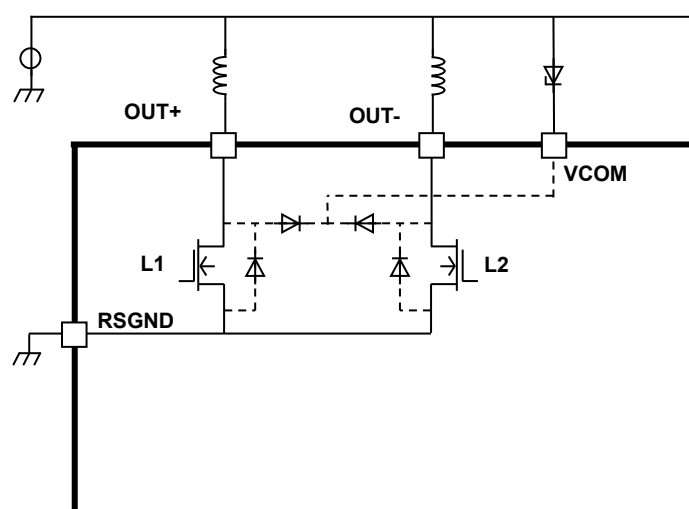 OUT+
OUT-
VCOM
L1
L2
RSGND